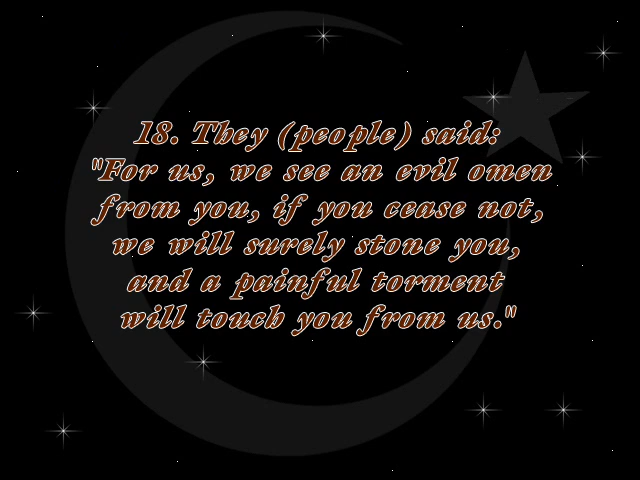 18. They (people) said:
"For us, we see an evil omen
from you, if you cease not,
we will surely stone you,
and a painful torment
will touch you from us."